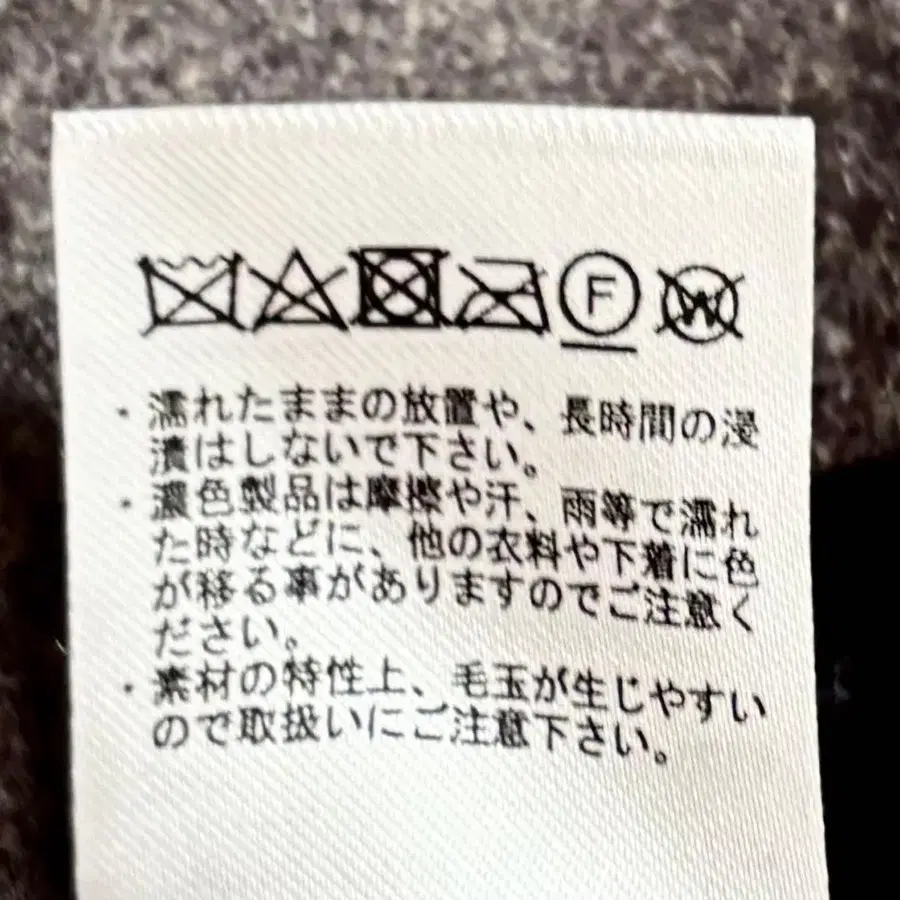 F W
・濡れたままの放置や、長時間の浸
漬はしないで下さい。
・濃色製品は摩擦や汗、雨等で濡れ
た時などに、他の衣料や下着に色
が移る事がありますのでご注意く
ださい。
・素材の特性上、毛玉が生じやすい
ので取扱いにご注意下さい。